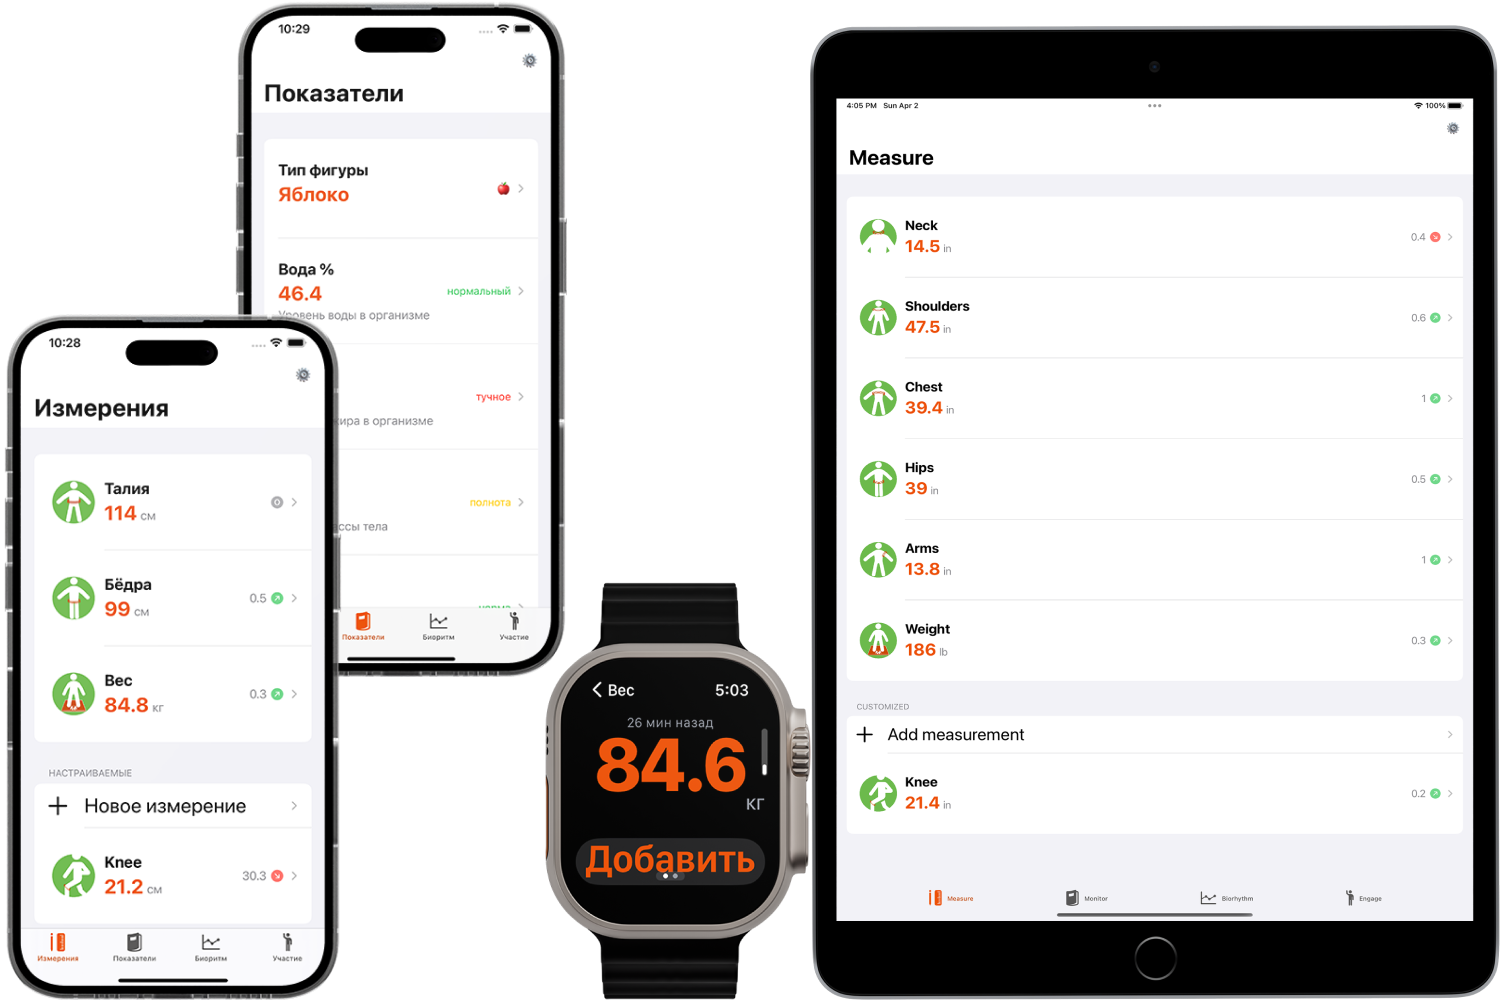 10:29
Показатели
Тип фигуры
Яблоко
Вода %
46.4
нормальный
Уровень воды в организме
тучное
жира в организме
полнота
ссы тела
норма
Показатели
Биоритм
Участие
10:28
Измерения
Талия
114 см
0
Бёдра
99 см
0.5
Вес
84.8 кг
0.3
НАСТРАИВАЕМЫЕ
Новое измерение
Knee
21.2 см
30.3
Измерения
Показатели
Биоритм
Участие
Вес
5:03
26 мин назад
84.6
кг
Добавить
4:05 PM Sun Apr 2
100%
Measure
Neck
14.5 in
0.4
Shoulders
47.5 in
0.6
Chest
39.4 in
1
Hips
39 in
0.5
Arms
13.8 in
1
Weight
186 lb
0.3
CUSTOMIZED
Add measurement
Knee
21.4 in
0.2
Measure
Monitor
Biorhythm
Engage